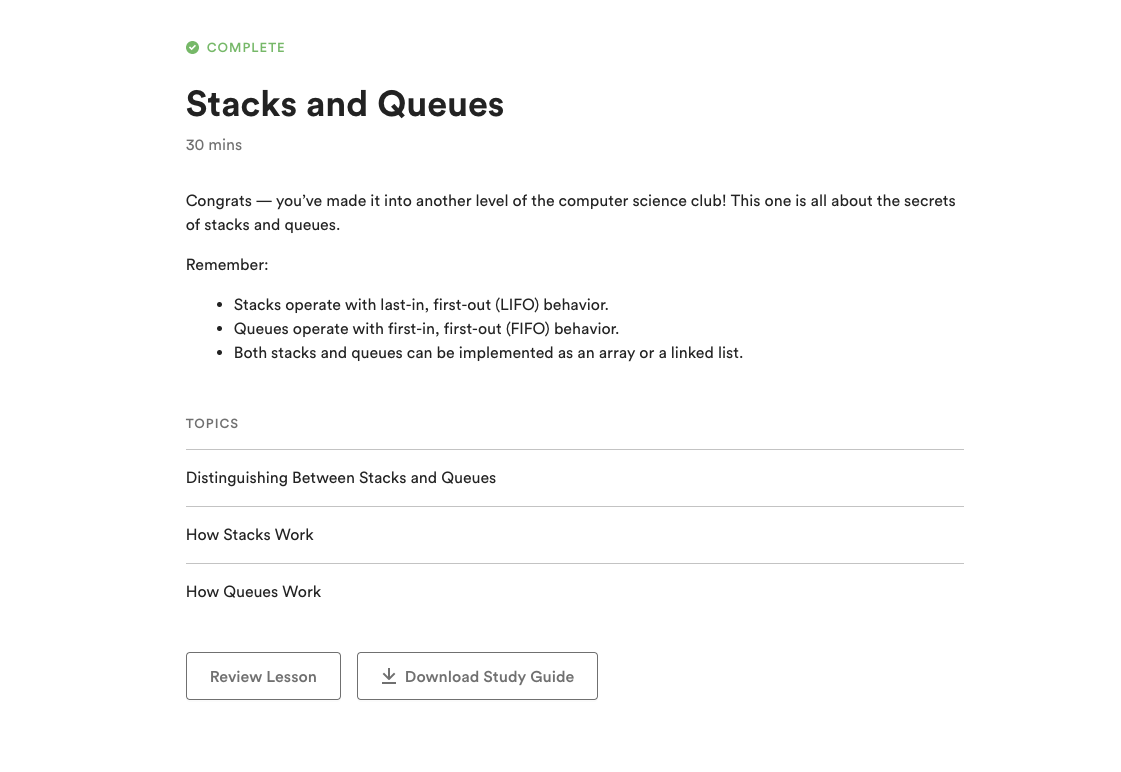 COMPLETE
Stacks and Queues
30 mins
Congrats — you’ve made it into another level of the computer science club! This one is all about the secrets
of stacks and queues.
Remember:
• Stacks operate with last-in, first-out (LIFO) behavior.
• Queues operate with first-in, first-out (FIFO) behavior.
• Both stacks and queues can be implemented as an array or a linked list.
TOPICS
Distinguishing Between Stacks and Queues
How Stacks Work
How Queues Work
Review Lesson
Download Study Guide